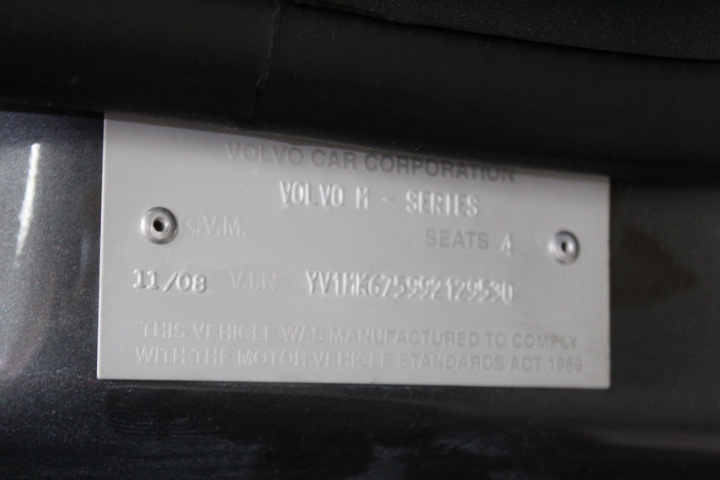 VOLVO CAR CORPORATION
VOLVO M - SERIES
G.V.M. SEATS 4
11/08 V.I.N YV1MK675992129530
THIS VEHICLE WAS MANUFACTURED TO COMPLY
WITH THE MOTOR VEHICLE STANDARDS ACT 1989